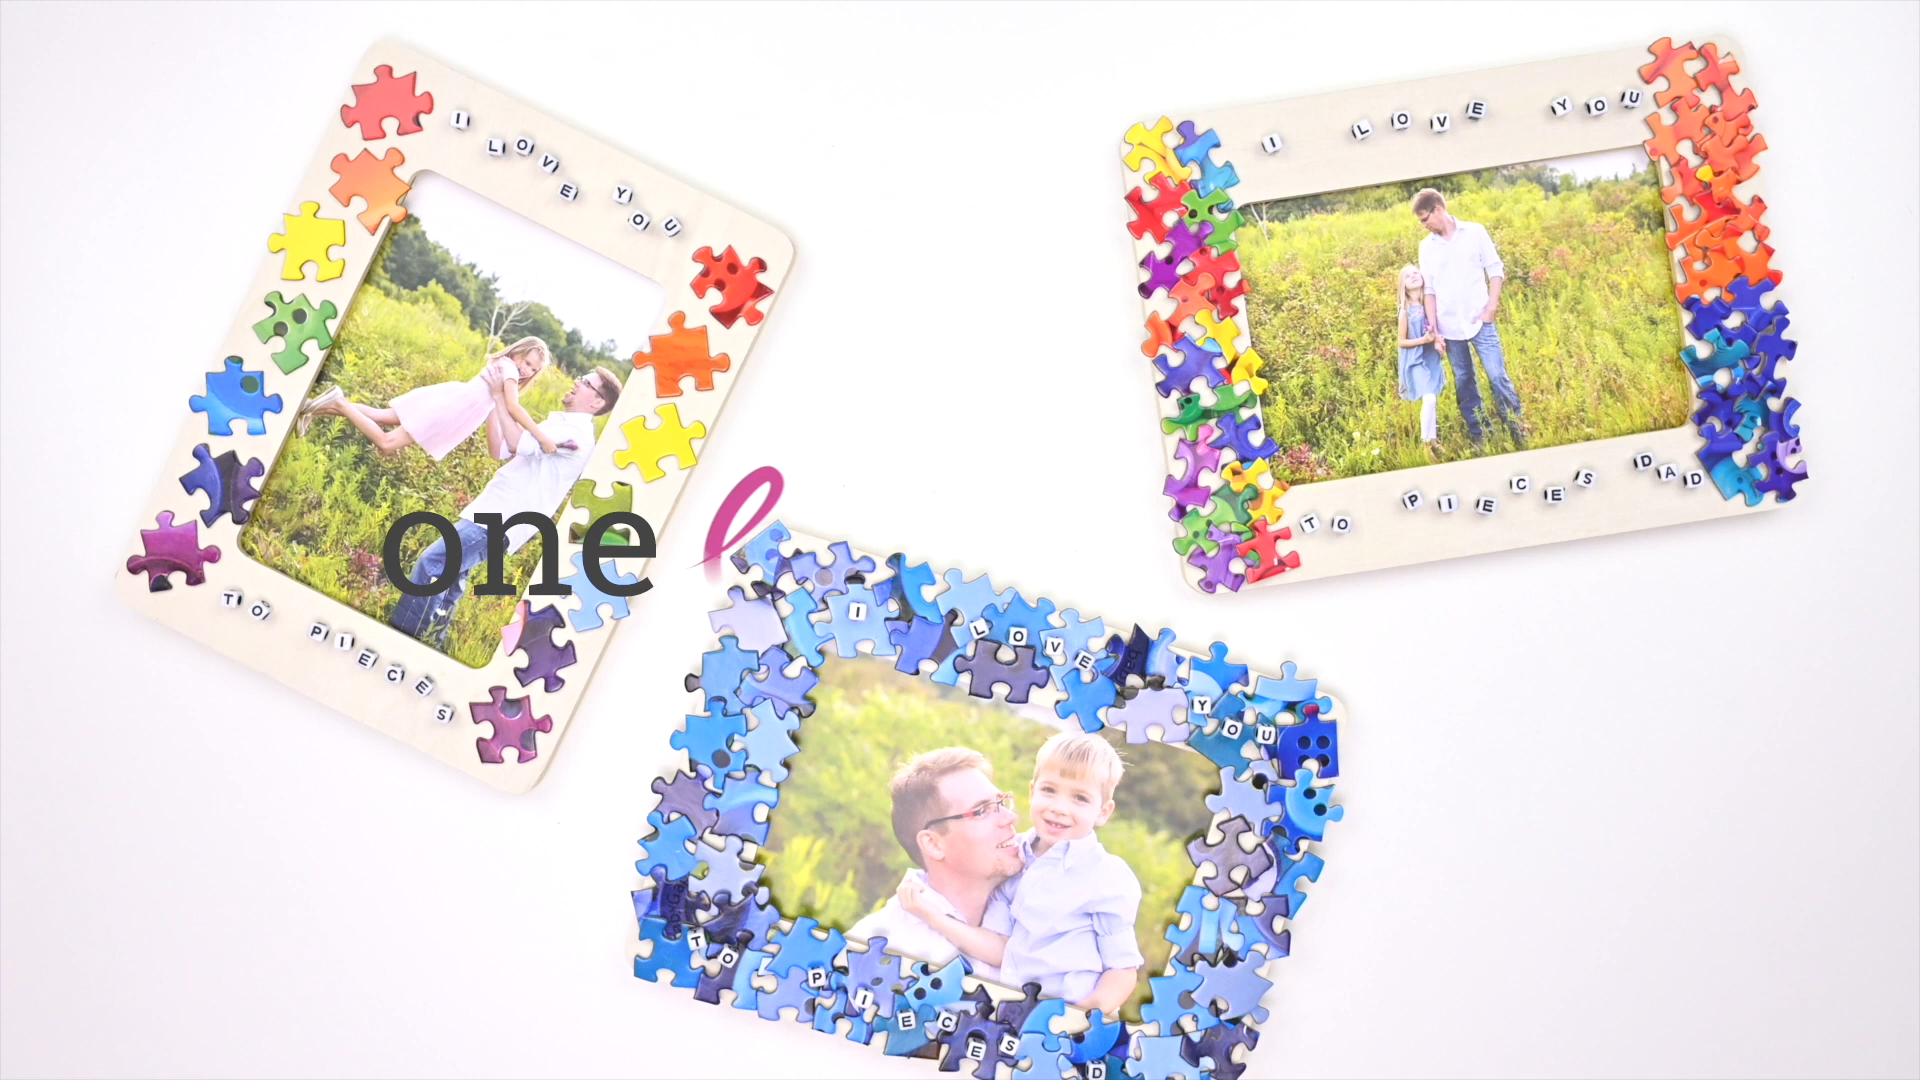 I LOVE YOU
TO PIECES
I LOVE YOU
TO PIECES DAD
one
I LOVE YOU
TO PIECES D